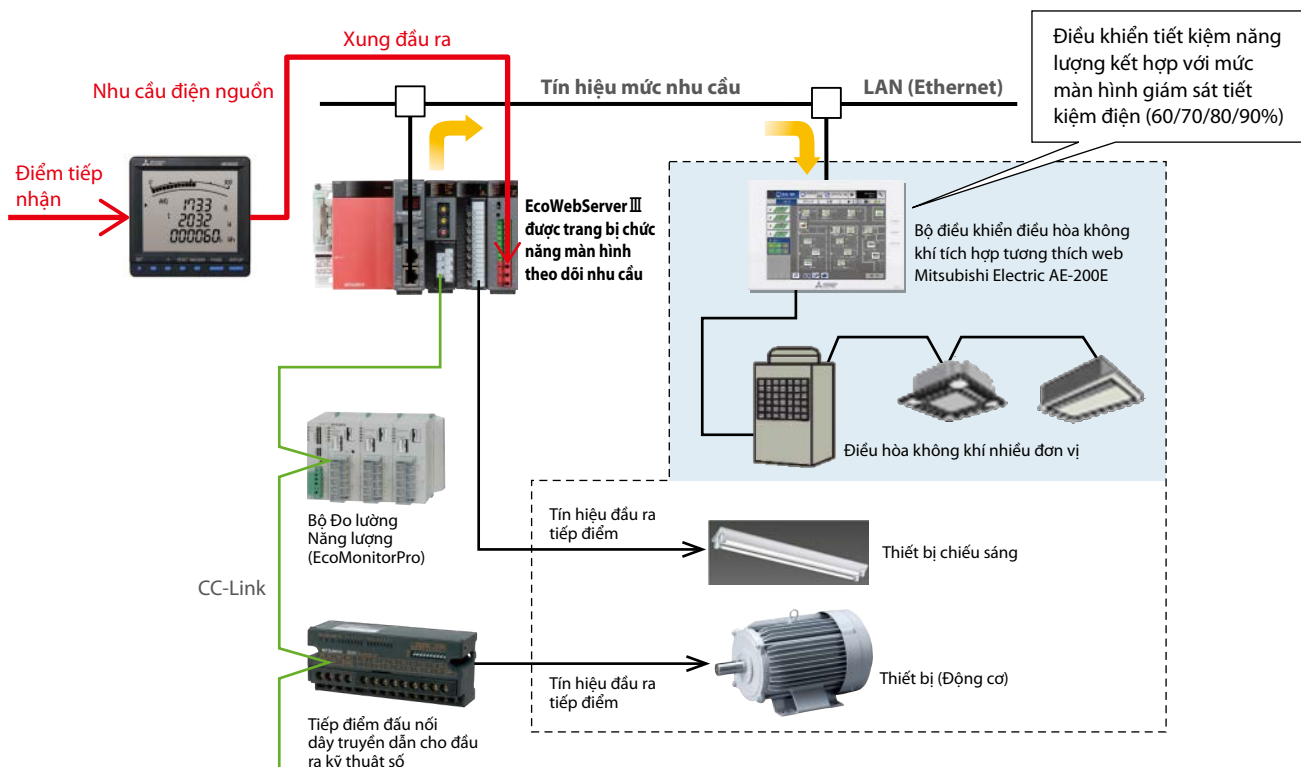 Xung đầu ra
Nhu cầu điện nguồn
Điểm tiếp
nhận
Tín hiệu mức nhu cầu
LAN (Ethernet)
Điều khiển tiết kiệm năng
lượng kết hợp với mức
màn hình giám sát tiết
kiệm điện (60/70/80/90%)
1733
2032
000060
EcoWebServer III
được trang bị chức
năng màn hình
theo dõi nhu cầu
Bộ điều khiển điều hòa không
khí tích hợp tương thích web
Mitsubishi Electric AE-200E
Điều hòa không khí nhiều đơn vị
Bộ Đo lường
Năng lượng
(EcoMonitorPro)
Tín hiệu đầu ra
tiếp điểm
Thiết bị chiếu sáng
CC-Link
Tín hiệu đầu ra
tiếp điểm
Thiết bị (Động cơ)
Tiếp điểm đấu nối
dây truyền dẫn cho đầu
ra kỹ thuật số